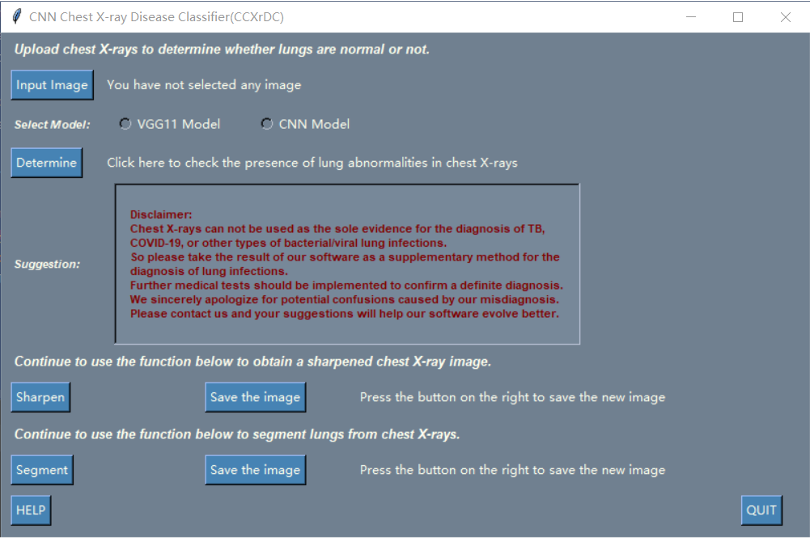 CNN Chest X-ray Disease Classifier(CCXrDC)
Upload chest X-rays to determine whether lungs are normal or not.
Input Image You have not selected any image
Select Model: VGG11 Model CNN Model
Determine Click here to check the presence of lung abnormalities in chest X-rays
Disclaimer:
Chest X-rays can not be used as the sole evidence for the diagnosis of TB,
COVID-19, or other types of bacterial/viral lung infections.
So please take the result of our software as a supplementary method for the
Suggestion:
diagnosis of lung infections.
Further medical tests should be implemented to confirm a definite diagnosis.
We sincerely apologize for potential confusions caused by our misdiagnosis.
Please contact us and your suggestions will help our software evolve better.
Continue to use the function below to obtain a sharpened chest X-ray image.
Sharpen Save the image Press the button on the right to save the new image
Continue to use the function below to segment lungs from chest X-rays.
Segment Save the image Press the button on the right to save the new image
HELP QUIT